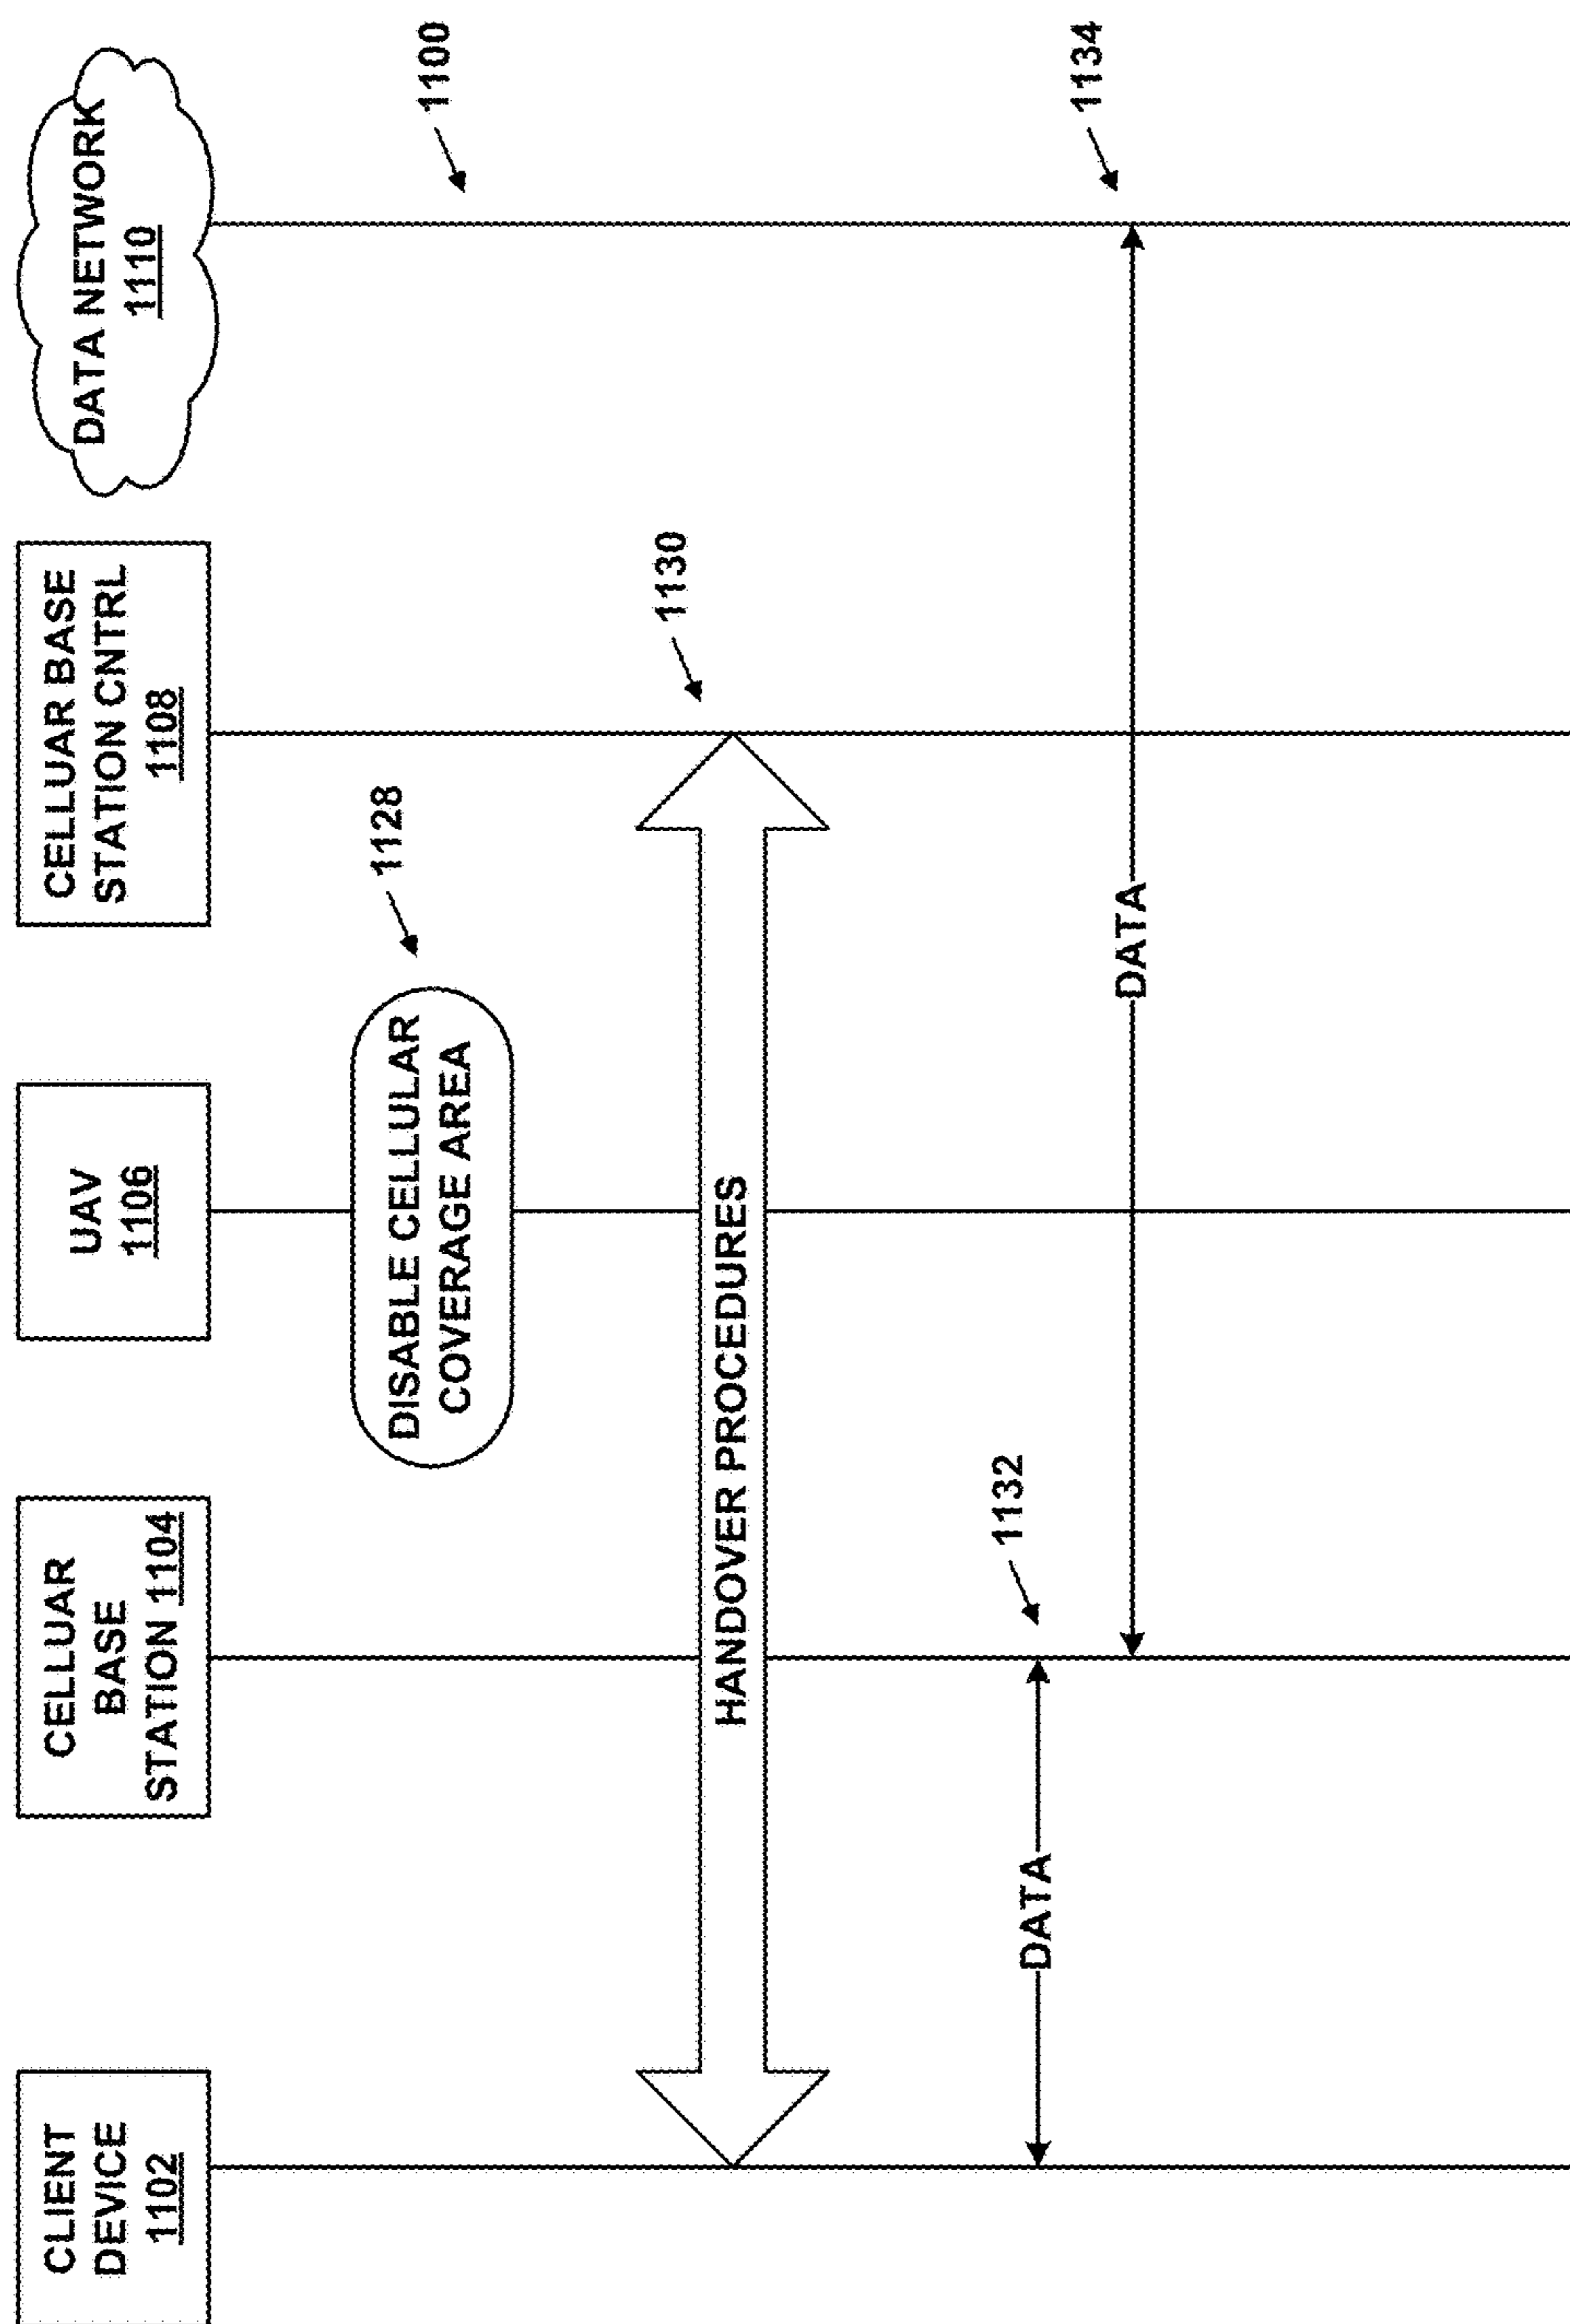 CLIENT
DEVICE
1102
CELLUAR
BASE
STATION 1104
UAV
1106
CELLUAR BASE
STATION CNTRL
1108
DATA NETWORK
1110
1100
DISABLE CELLULAR
COVERAGE AREA
1128
HANDOVER PROCEDURES
1130
DATA
1132
DATA
1134